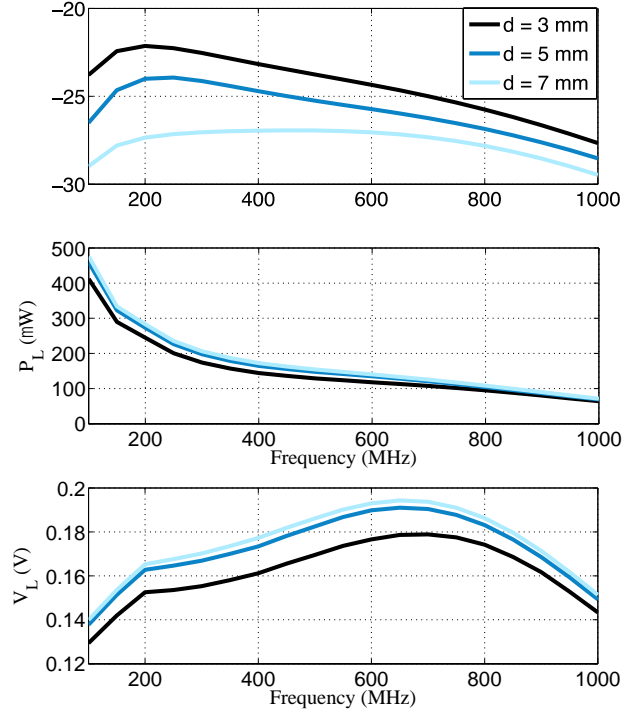 −20
−25
−30
200 400 600 800 1000
d = 3 mm
d = 5 mm
d = 7 mm
500
400
300
200
100
0
P_L (mW)
200 400 600 800 1000
Frequency (MHz)
0.2
0.18
0.16
0.14
0.12
V_L (V)
200 400 600 800 1000
Frequency (MHz)